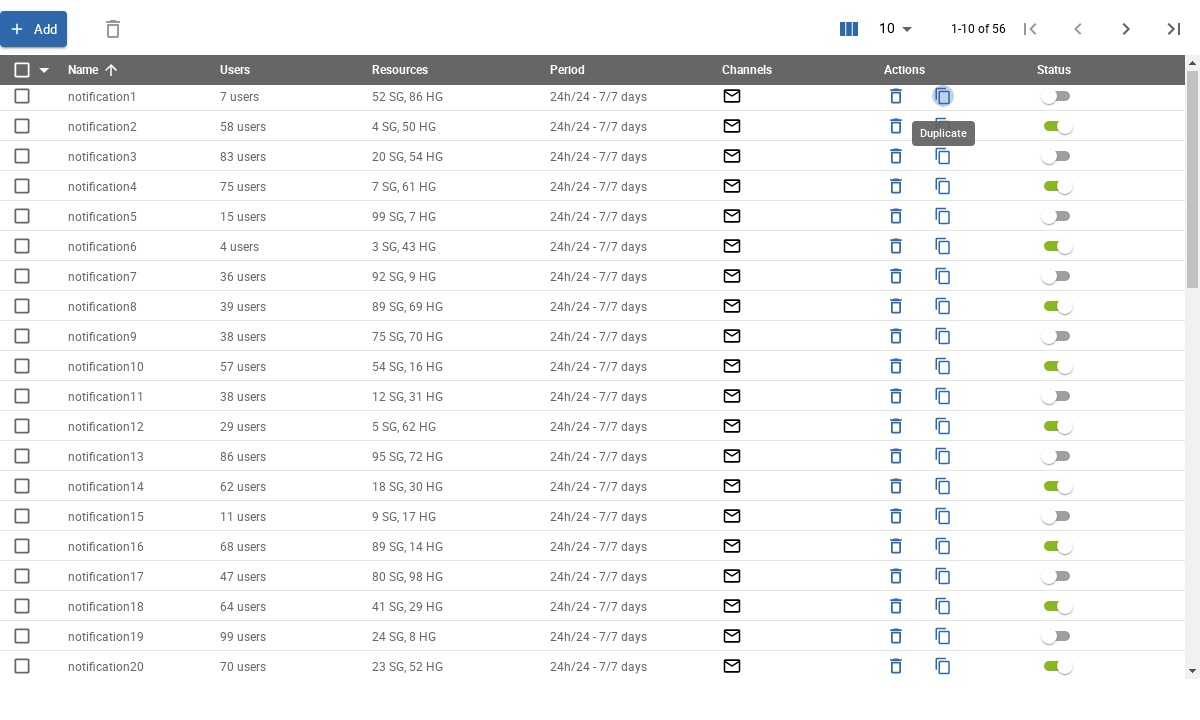 Add 10 1-10 of 56
Name Users Resources Period Channels Actions Status
notification1 7 users 52 SG, 86 HG 24h/24 - 7/7 days
notification2 58 users 4 SG, 50 HG 24h/24 - 7/7 days
Duplicate
notification3 83 users 20 SG, 54 HG 24h/24 - 7/7 days
notification4 75 users 7 SG, 61 HG 24h/24 - 7/7 days
notification5 15 users 99 SG, 7 HG 24h/24 - 7/7 days
notification6 4 users 3 SG, 43 HG 24h/24 - 7/7 days
notification7 36 users 92 SG, 9 HG 24h/24 - 7/7 days
notification8 39 users 89 SG, 69 HG 24h/24 - 7/7 days
notification9 38 users 75 SG, 70 HG 24h/24 - 7/7 days
notification10 57 users 54 SG, 16 HG 24h/24 - 7/7 days
notification11 38 users 12 SG, 31 HG 24h/24 - 7/7 days
notification12 29 users 5 SG, 62 HG 24h/24 - 7/7 days
notification13 86 users 95 SG, 72 HG 24h/24 - 7/7 days
notification14 62 users 18 SG, 30 HG 24h/24 - 7/7 days
notification15 11 users 9 SG, 17 HG 24h/24 - 7/7 days
notification16 68 users 89 SG, 14 HG 24h/24 - 7/7 days
notification17 47 users 80 SG, 98 HG 24h/24 - 7/7 days
notification18 64 users 41 SG, 29 HG 24h/24 - 7/7 days
notification19 99 users 24 SG, 8 HG 24h/24 - 7/7 days
notification20 70 users 23 SG, 52 HG 24h/24 - 7/7 days